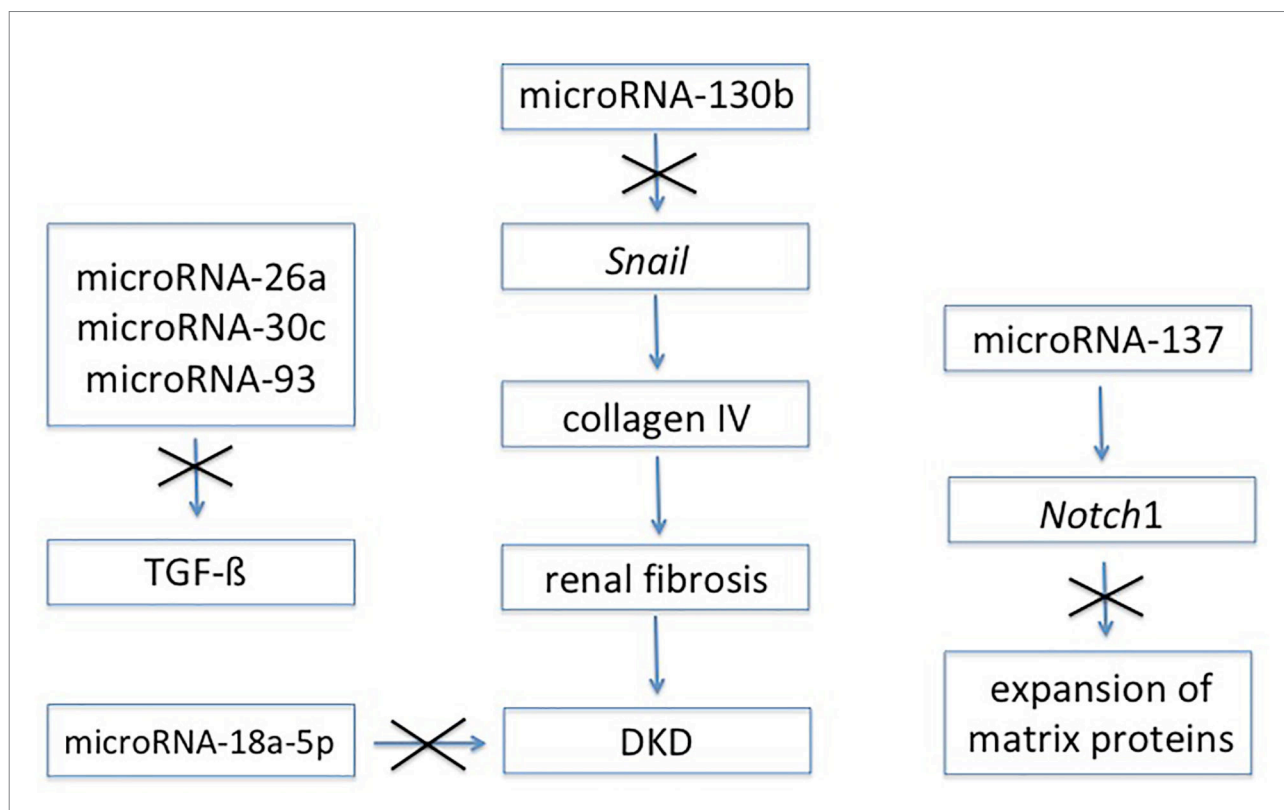 microRNA-130b
Snail
collagen IV
renal fibrosis
DKD
microRNA-26a
microRNA-30c
microRNA-93
TGF-ß
microRNA-18a-5p
microRNA-137
Notch1
expansion of
matrix proteins